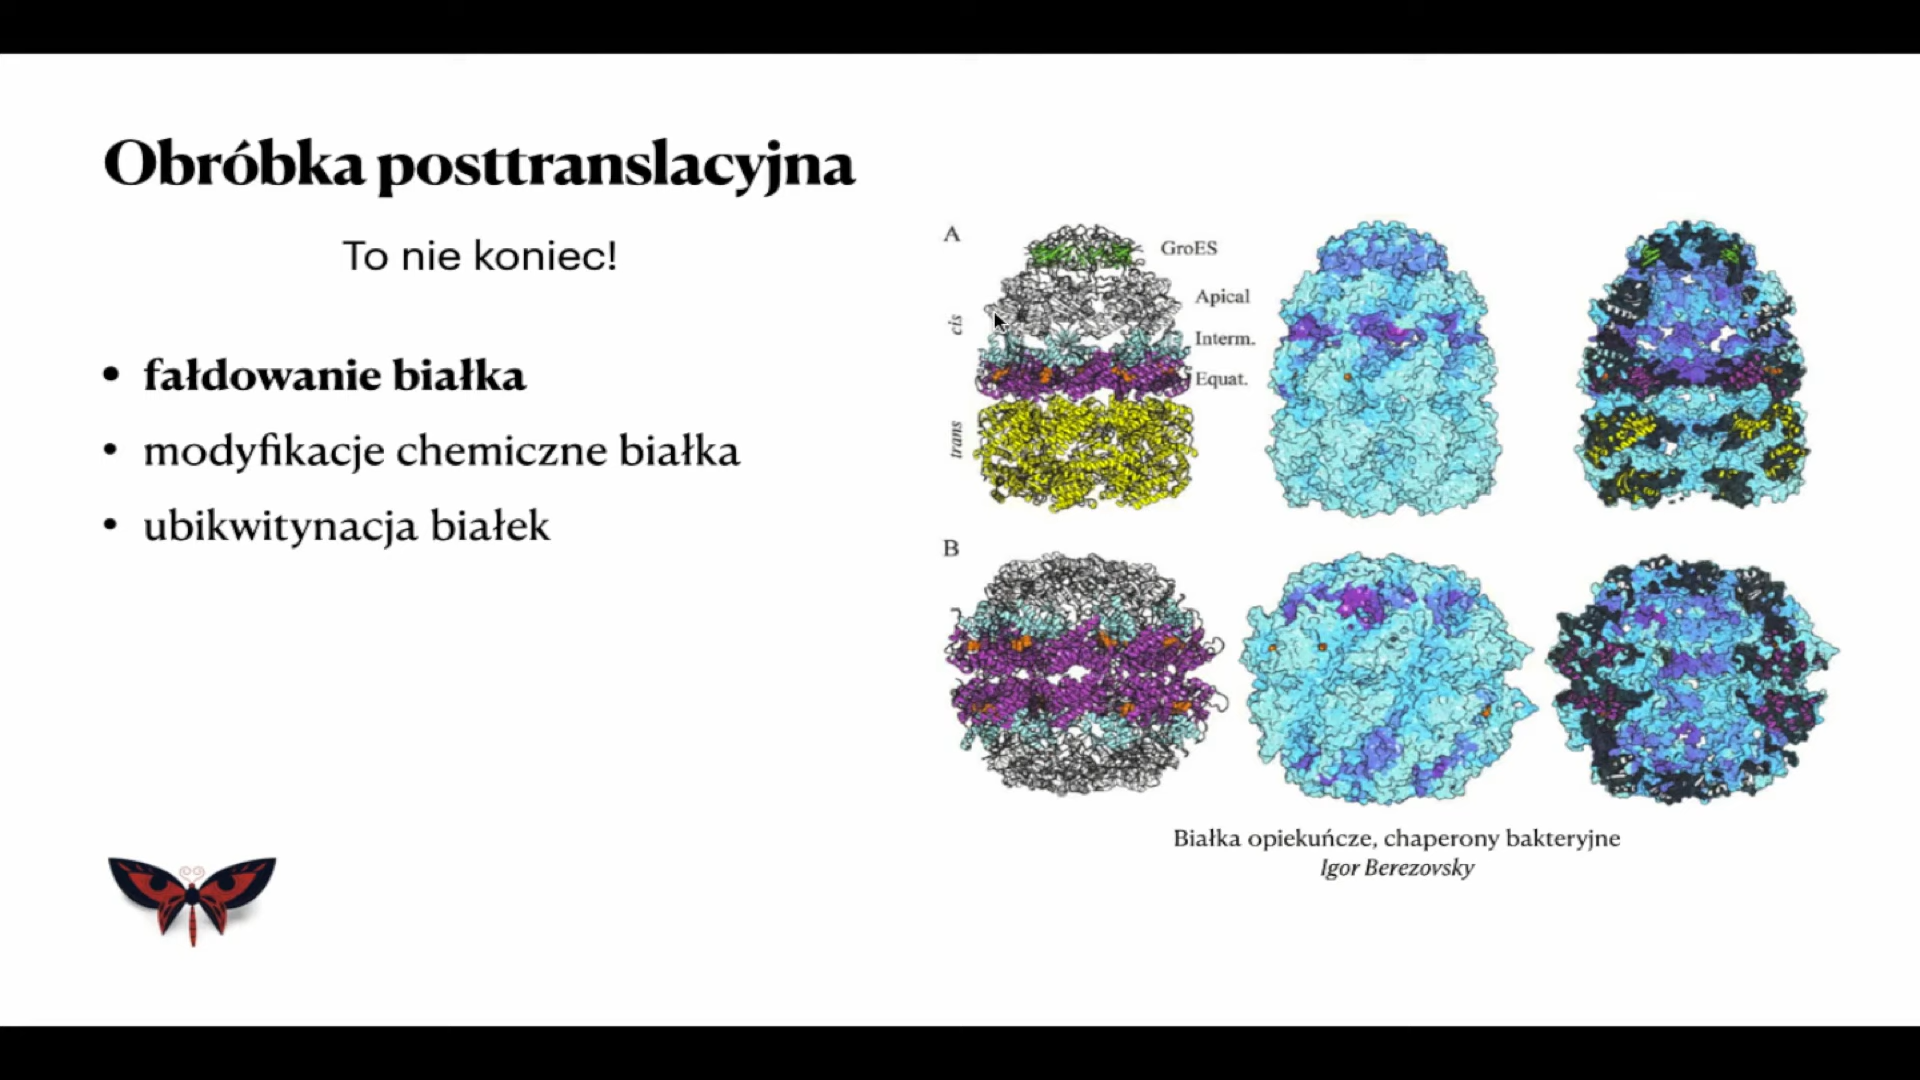 Obróbka posttranslacyjna
To nie koniec!
• fałdowanie białka
• modyfikacje chemiczne białka
• ubikwitynacja białek
A
GroES
Apical
cis
Interm.
Equat.
trans
B
Białka opiekuńcze, chaperony bakteryjne
Igor Berezovsky